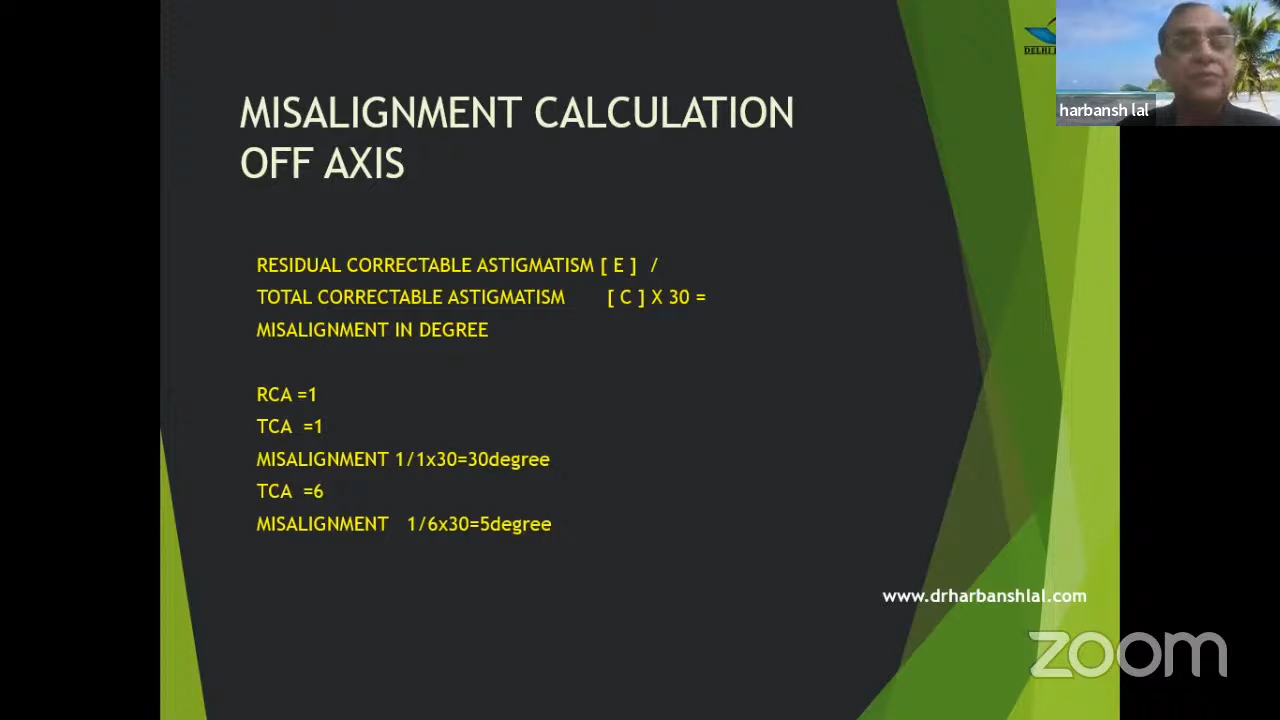 MISALIGNMENT CALCULATION
OFF AXIS
RESIDUAL CORRECTABLE ASTIGMATISM [ E ] /
TOTAL CORRECTABLE ASTIGMATISM [ C ] X 30 =
MISALIGNMENT IN DEGREE
RCA =1
TCA =1
MISALIGNMENT 1/1x30=30degree
TCA =6
MISALIGNMENT 1/6x30=5degree
www.drharbanshlal.com
DELHI
harbansh lal
zoom